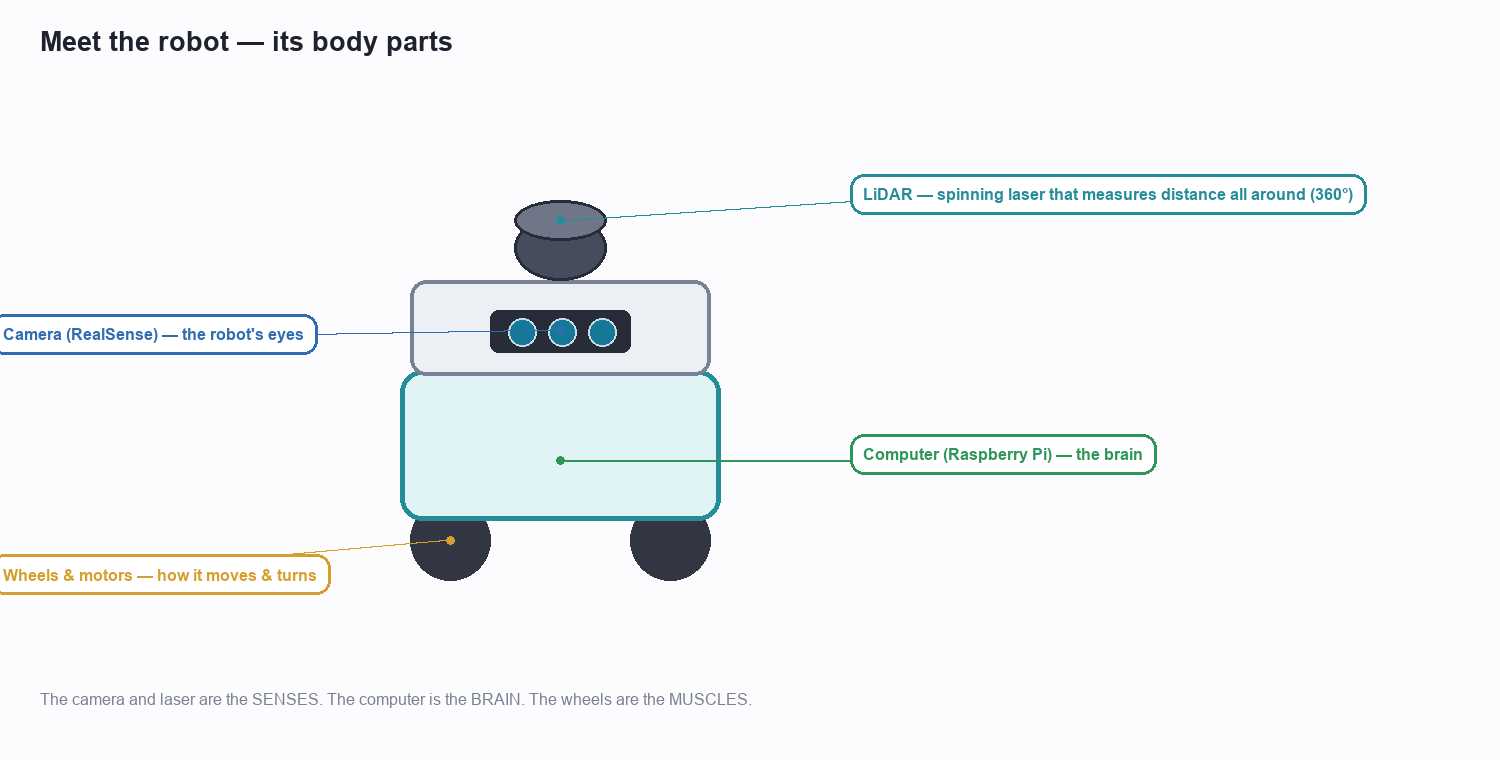 Meet the robot — its body parts
LiDAR — spinning laser that measures distance all around (360°)
Camera (RealSense) — the robot's eyes
Computer (Raspberry Pi) — the brain
Wheels & motors — how it moves & turns
The camera and laser are the SENSES. The computer is the BRAIN. The wheels are the MUSCLES.